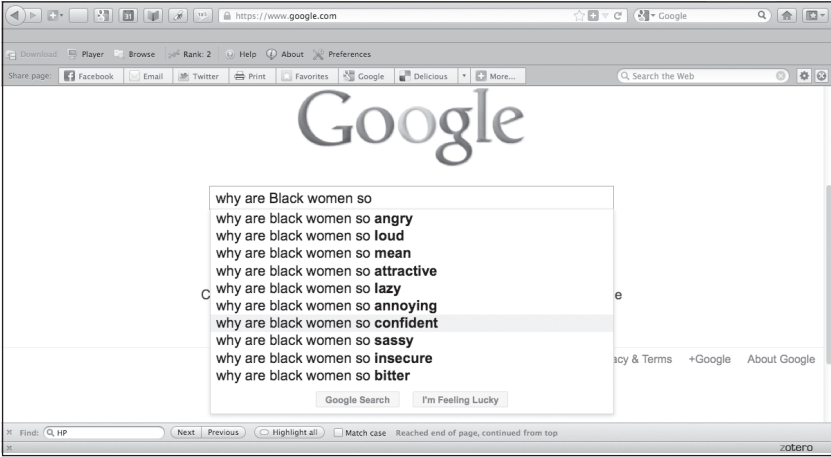 31
https://www.google.com
Google
Download Player Browse Rank: 2 Help About Preferences
Share page: Facebook Email Twitter Print Favorites Google Delicious More... Search the Web
Google
why are Black women so
why are black women so angry
why are black women so loud
why are black women so mean
why are black women so attractive
why are black women so lazy
C why are black women so annoying e
why are black women so confident
why are black women so sassy
why are black women so insecure acy & Terms +Google About Google
why are black women so bitter
Google Search I'm Feeling Lucky
Find: HP Next Previous Highlight all Match case Reached end of page, continued from top
zotero